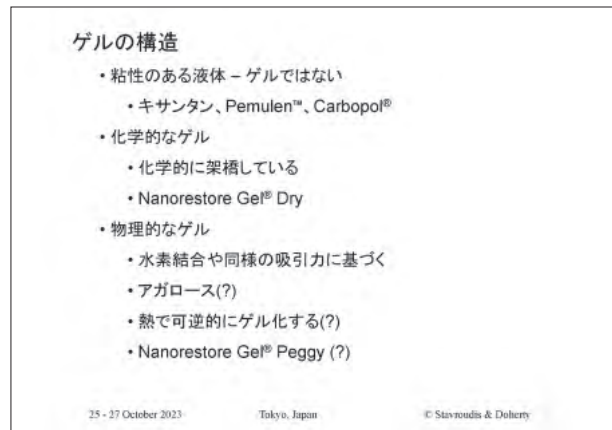 ゲルの構造
• 粘性のある液体 – ゲルではない
• キサンタン、Pemulen™、Carbopol®
• 化学的なゲル
• 化学的に架橋している
• Nanorestore Gel® Dry
• 物理的なゲル
• 水素結合や同様の吸引力に基づく
• アガロース(?)
• 熱で可逆的にゲル化する(?)
• Nanorestore Gel® Peggy (?)
25 - 27 October 2023 Tokyo, Japan © Stavroudis & Doherty